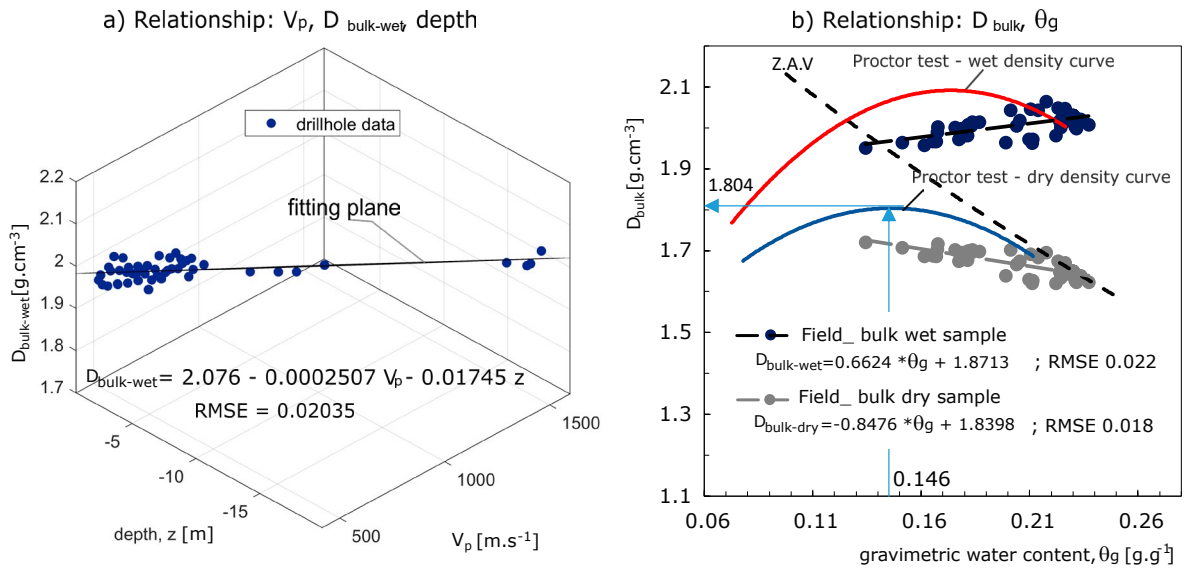 a) Relationship: Vp, D bulk-wet, depth
drillhole data
fitting plane
2.2
2.1
2
1.9
1.8
1.7
Dbulk-wet[g.cm-3]
Dbulk-wet= 2.076 - 0.0002507 Vp - 0.01745 z
RMSE = 0.02035
-5
-10
-15
depth, z [m]
500
1000
1500
Vp [m.s-1]
b) Relationship: D bulk, θg
Z.A.V
Proctor test - wet density curve
Proctor test - dry density curve
1.804
2.1
1.9
1.7
1.5
1.3
1.1
Dbulk[g.cm-3]
Field_ bulk wet sample
Dbulk-wet=0.6624 *θg + 1.8713 ; RMSE 0.022
Field_ bulk dry sample
Dbulk-dry=-0.8476 *θg + 1.8398 ; RMSE 0.018
0.146
0.06 0.11 0.16 0.21 0.26
gravimetric water content, θg [g.g-1]